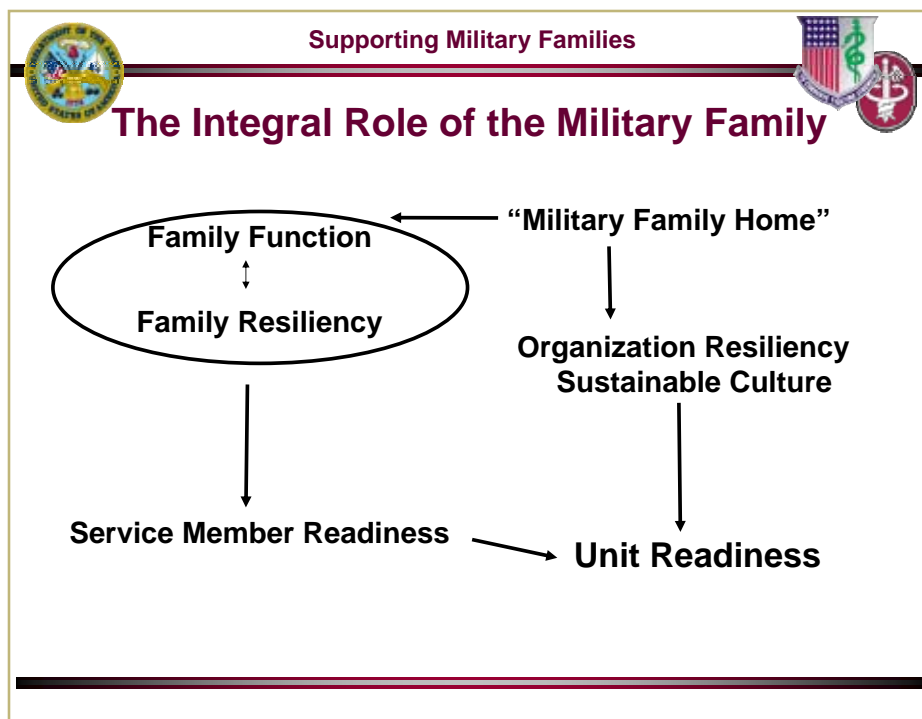 Supporting Military Families
The Integral Role of the Military Family
“Military Family Home”
Family Function
Family Resiliency
Organization Resiliency
Sustainable Culture
Service Member Readiness
Unit Readiness